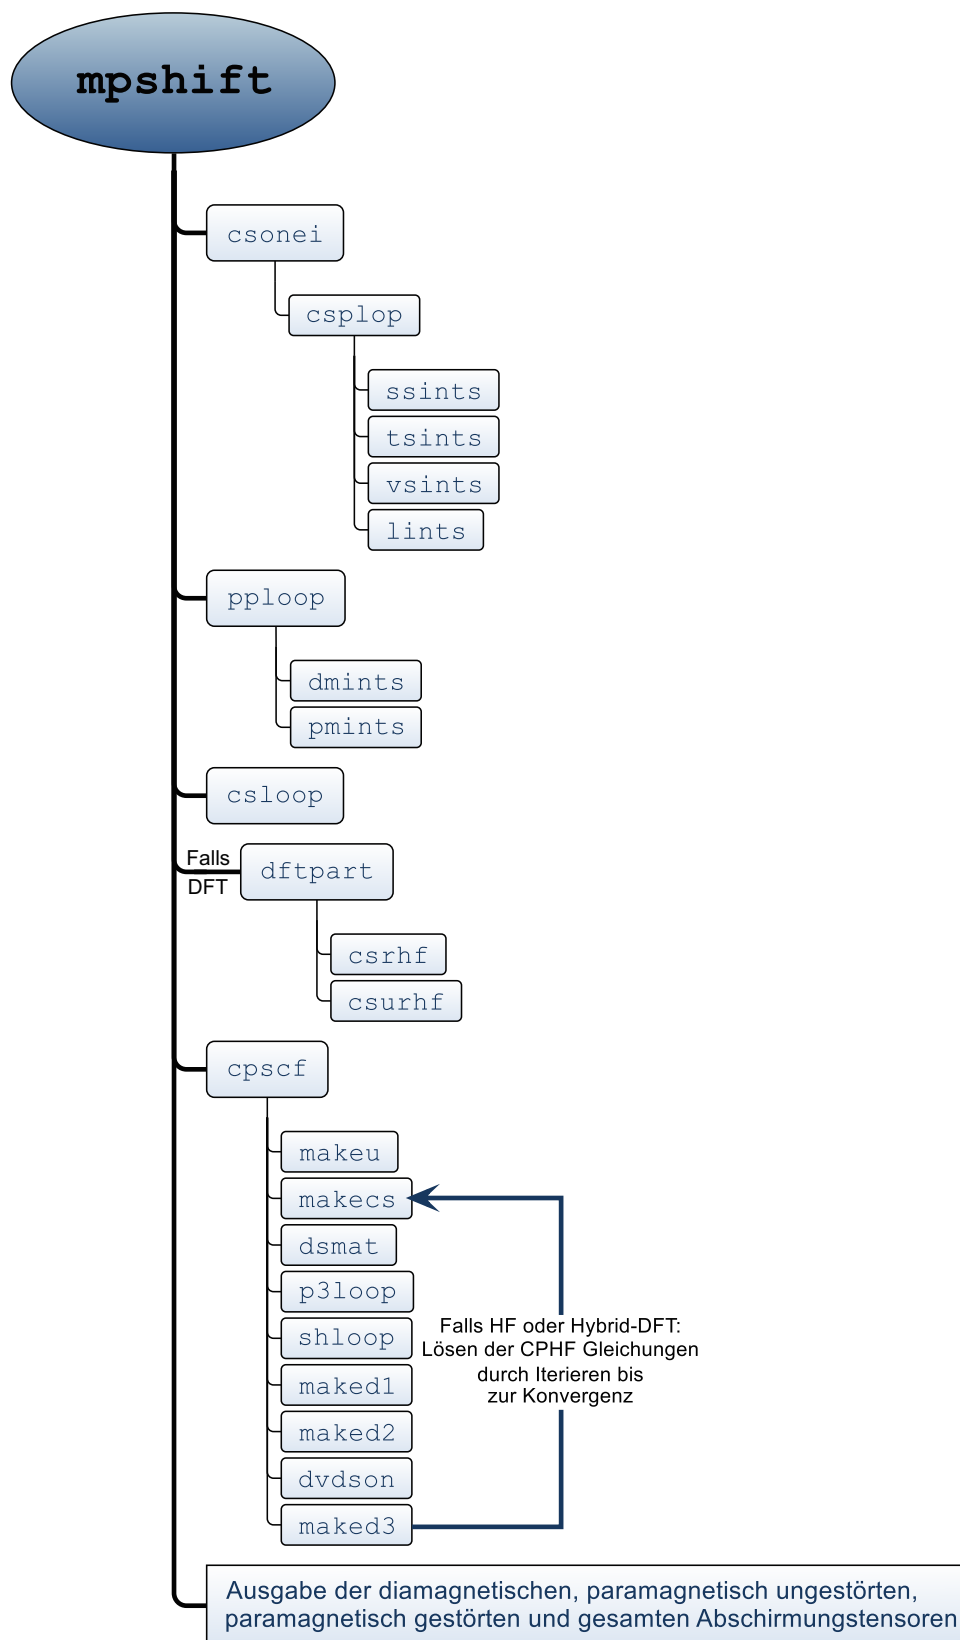 mpshift
csonei
csplop
ssints
tsints
vsints
lints
pploop
dmints
pmints
csloop
Falls
DFT
dftpart
csrhf
csurhf
cpscf
makeu
makecs
dsmat
p3loop
shloop
maked1
maked2
dvdson
maked3
Falls HF oder Hybrid-DFT:
Lösen der CPHF Gleichungen
durch Iterieren bis
zur Konvergenz
Ausgabe der diamagnetischen, paramagnetisch ungestörten,
paramagnetisch gestörten und gesamten Abschirmungstensoren